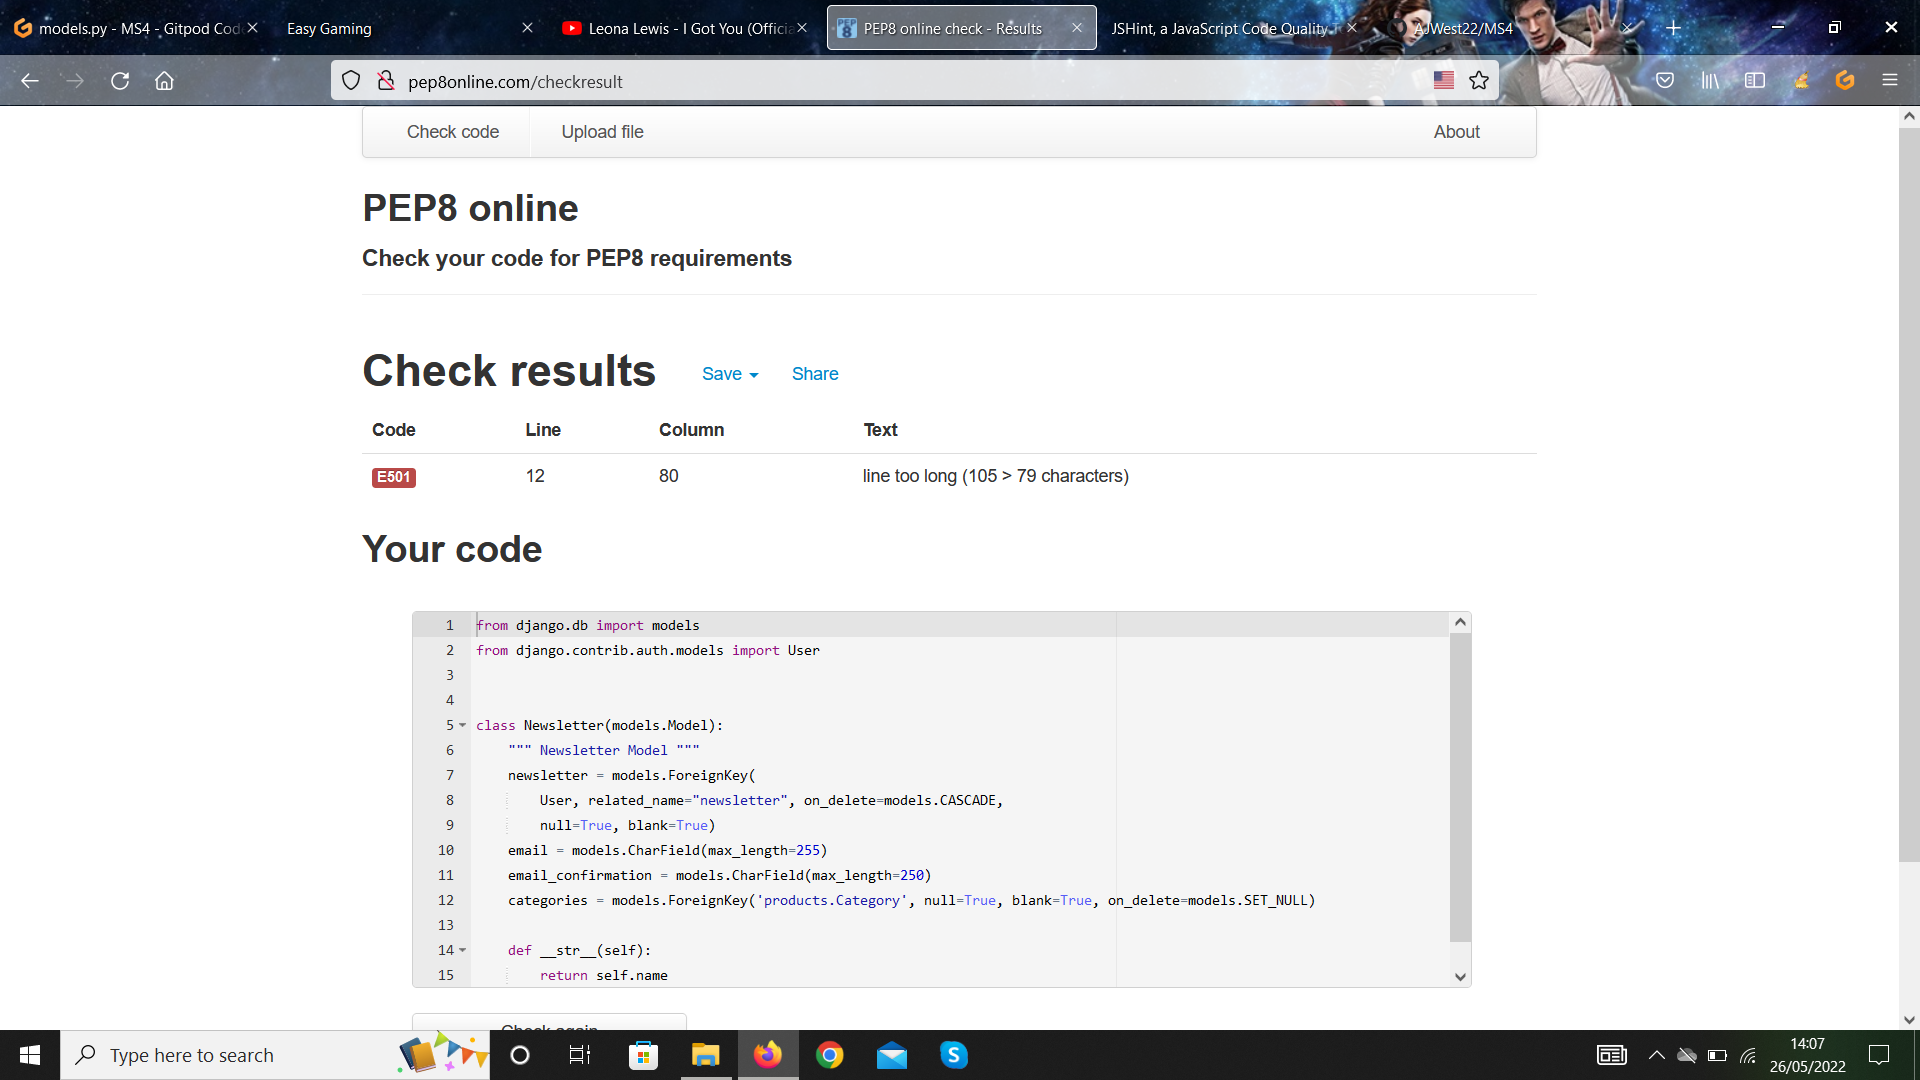 models.py - MS4 - Gitpod Cod
Easy Gaming
Leona Lewis - I Got You (Officia
PEP8 online check - Results
JSHint, a JavaScript Code Quality T
AJWest22/MS4
pep8online.com/checkresult
Check code
Upload file
About
PEP8 online
Check your code for PEP8 requirements
Check results
Save
Share
Code Line Column Text
E501 12 80 line too long (105 > 79 characters)
Your code
1 from django.db import models
2 from django.contrib.auth.models import User
3
4
5 class Newsletter(models.Model):
6 """ Newsletter Model """
7 newsletter = models.ForeignKey(
8 User, related_name="newsletter", on_delete=models.CASCADE,
9 null=True, blank=True)
10 email = models.CharField(max_length=255)
11 email_confirmation = models.CharField(max_length=250)
12 categories = models.ForeignKey('products.Category', null=True, blank=True, on_delete=models.SET_NULL)
13
14 def __str__(self):
15 return self.name
Check again
Type here to search
14:07
26/05/2022